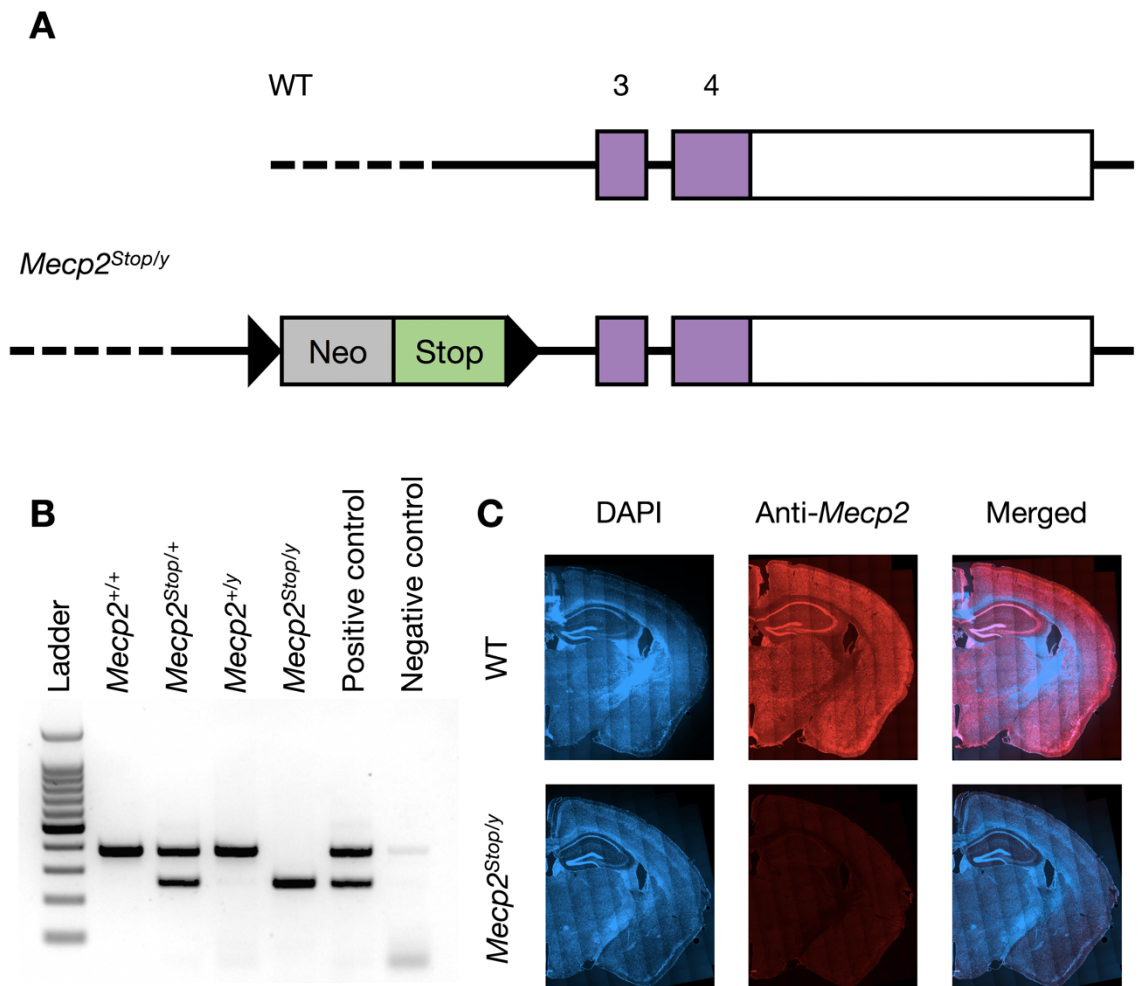 A
WT
3
4
Mecp2Stop/y
Neo
Stop
B
Ladder
Mecp2+/+
Mecp2Stop/+
Mecp2+/y
Mecp2Stop/y
Positive control
Negative control
C
DAPI
Anti-Mecp2
Merged
WT
Mecp2Stop/y